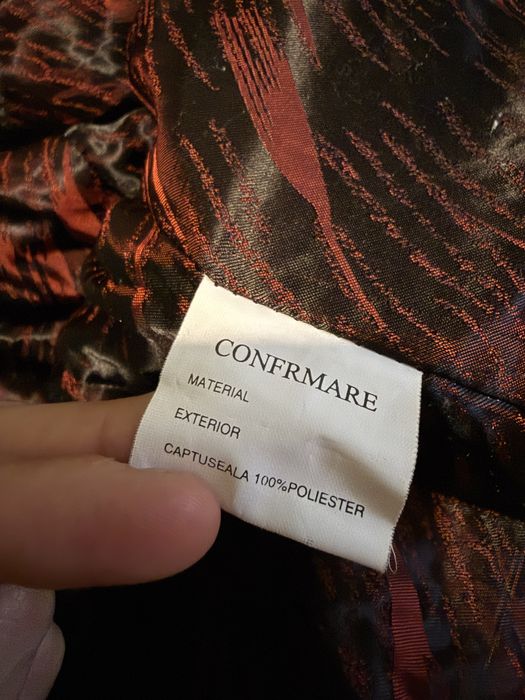 CONFRMARE
MATERIAL
EXTERIOR
CAPTUSEALA 100%POLIESTER